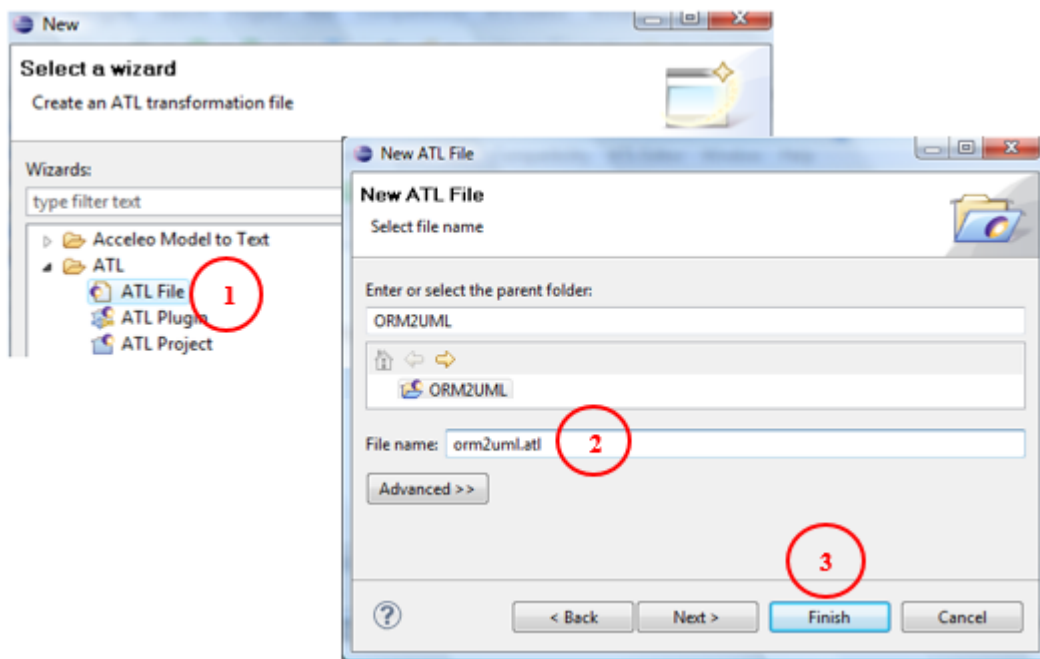 New
Select a wizard
Create an ATL transformation file
Wizards:
type filter text
Acceleo Model to Text
ATL
ATL File
1
ATL Plugin
ATL Project
New ATL File
New ATL File
Select file name
Enter or select the parent folder:
ORM2UML
ORM2UML
File name: orm2uml.atl
2
Advanced >>
3
< Back Next > Finish Cancel